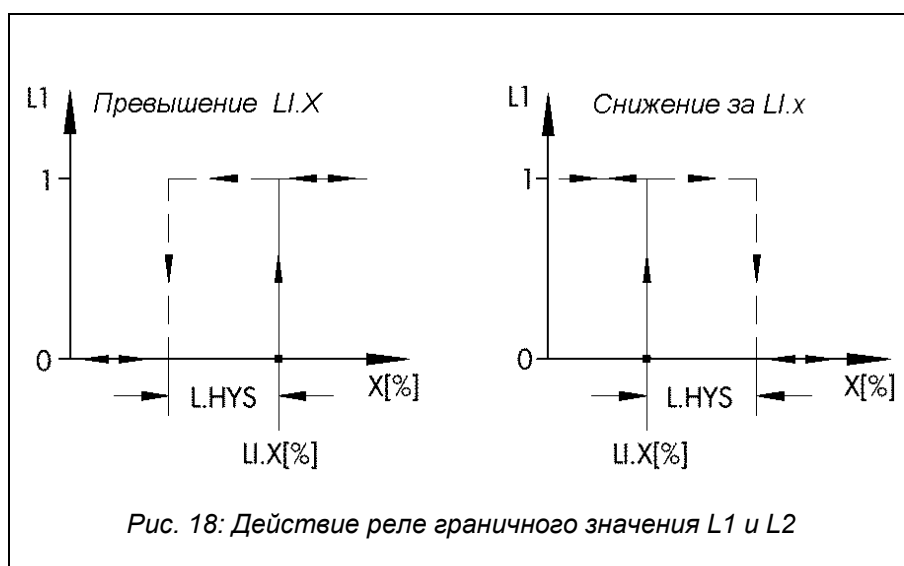 L1
Превышение LI.X
1
0
L.HYS
X[%]
LI.X[%]
L1
Снижение за LI.x
1
0
L.HYS
X[%]
LI.X[%]
Рис. 18: Действие реле граничного значения L1 и L2